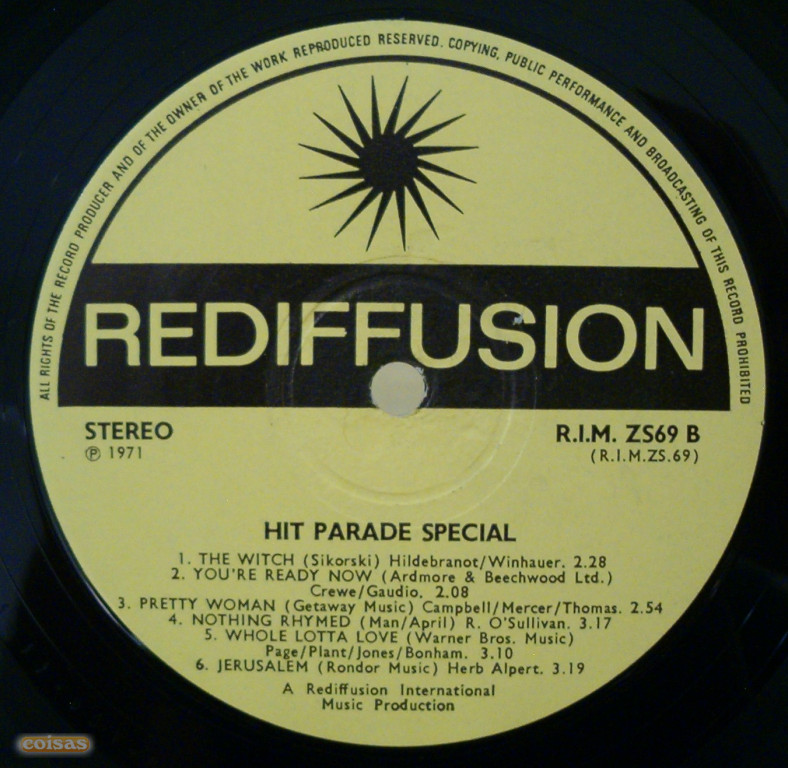 ALL RIGHTS OF THE RECORD PRODUCER AND OF THE OWNER OF THE WORK REPRODUCED RESERVED. COPYING, PUBLIC PERFORMANCE AND BROADCASTING OF THIS RECORD PROHIBITED
REDIFFUSION
STEREO
℗ 1971
R.I.M. ZS69 B
(R.I.M.ZS.69)
HIT PARADE SPECIAL
1. THE WITCH (Sikorski) Hildebranot/Winhauer. 2.28
2. YOU'RE READY NOW (Ardmore & Beechwood Ltd.)
Crewe/Gaudio. 2.08
3. PRETTY WOMAN (Getaway Music) Campbell/Mercer/Thomas. 2.54
4. NOTHING RHYMED (Man/April) R. O'Sullivan. 3.17
5. WHOLE LOTTA LOVE (Warner Bros. Music)
Page/Plant/Jones/Bonham. 3.10
6. JERUSALEM (Rondor Music) Herb Alpert. 3.19
A Rediffusion International
Music Production
coisas